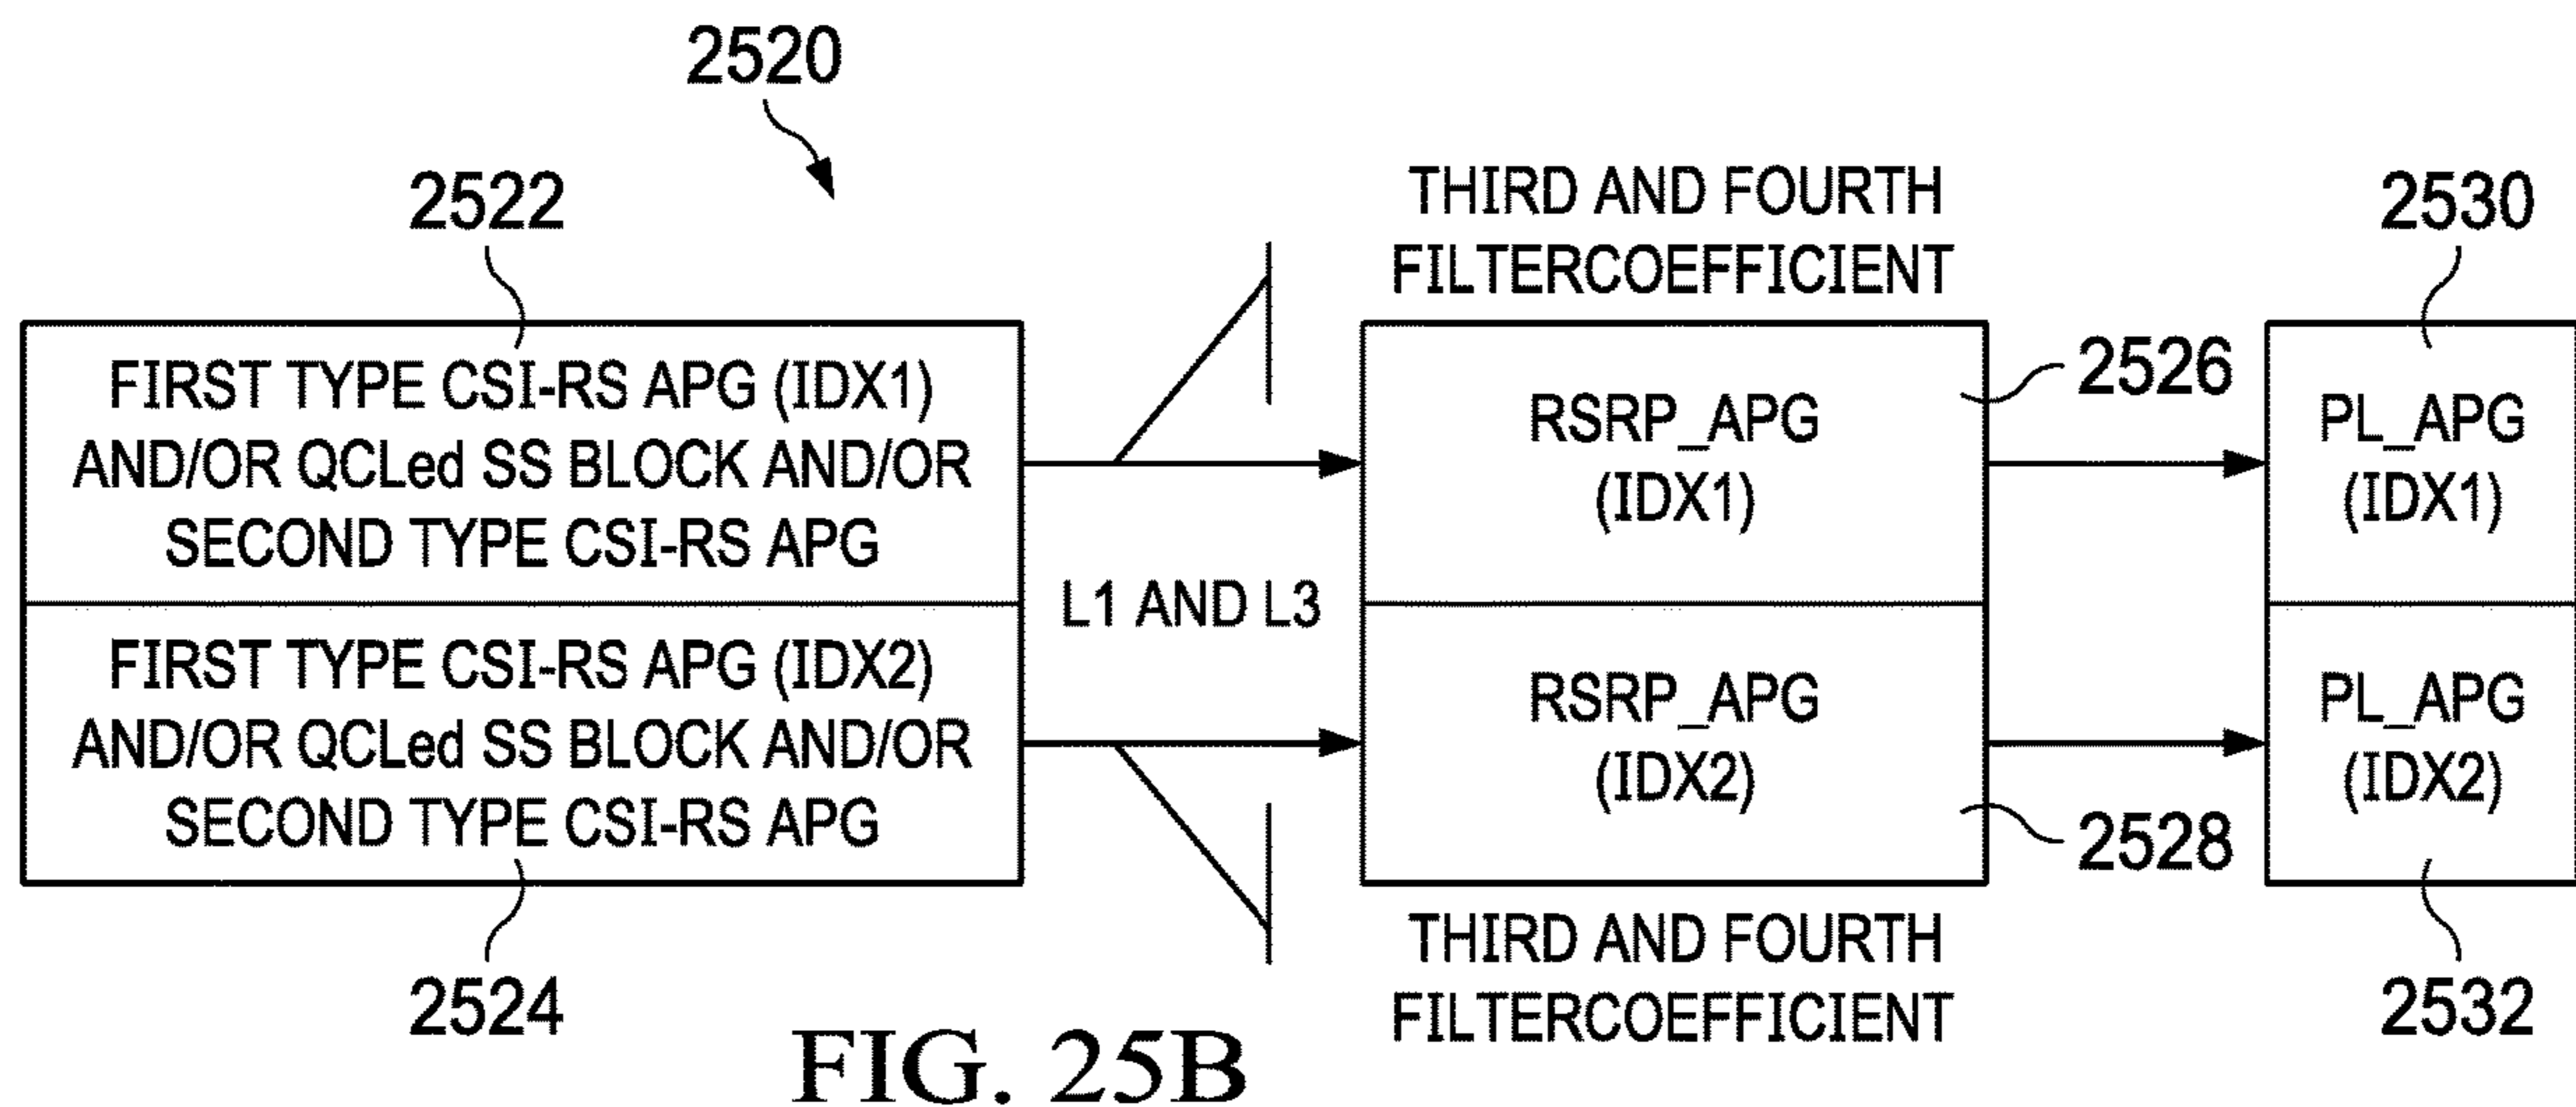 2520
2522
THIRD AND FOURTH
FILTERCOEFFICIENT
2530
FIRST TYPE CSI-RS APG (IDX1)
AND/OR QCLed SS BLOCK AND/OR
SECOND TYPE CSI-RS APG
RSRP_APG
(IDX1)
2526
PL_APG
(IDX1)
L1 AND L3
FIRST TYPE CSI-RS APG (IDX2)
AND/OR QCLed SS BLOCK AND/OR
SECOND TYPE CSI-RS APG
RSRP_APG
(IDX2)
2528
PL_APG
(IDX2)
2524
THIRD AND FOURTH
FILTERCOEFFICIENT
2532
FIG. 25B